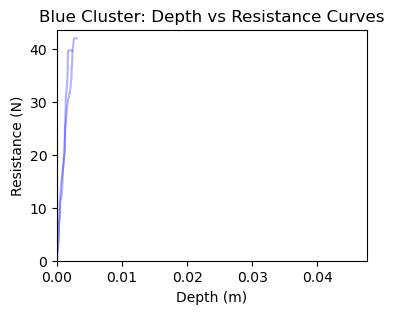 Blue Cluster: Depth vs Resistance Curves
Resistance (N)
40
30
20
10
0
0.00 0.01 0.02 0.03 0.04
Depth (m)